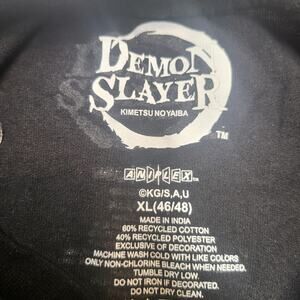 DEMON
SLAYER
KIMETSU NO YAIBA
TM
ANIPLEX
©KG/S,A,U
XL(46/48)
MADE IN INDIA
60% RECYCLED COTTON
40% RECYCLED POLYESTER
EXCLUSIVE OF DECORATION
MACHINE WASH COLD WITH LIKE COLORS
ONLY NON-CHLORINE BLEACH WHEN NEEDED.
TUMBLE DRY LOW.
DO NOT IRON IF DECORATED.
DO NOT DRY CLEAN.